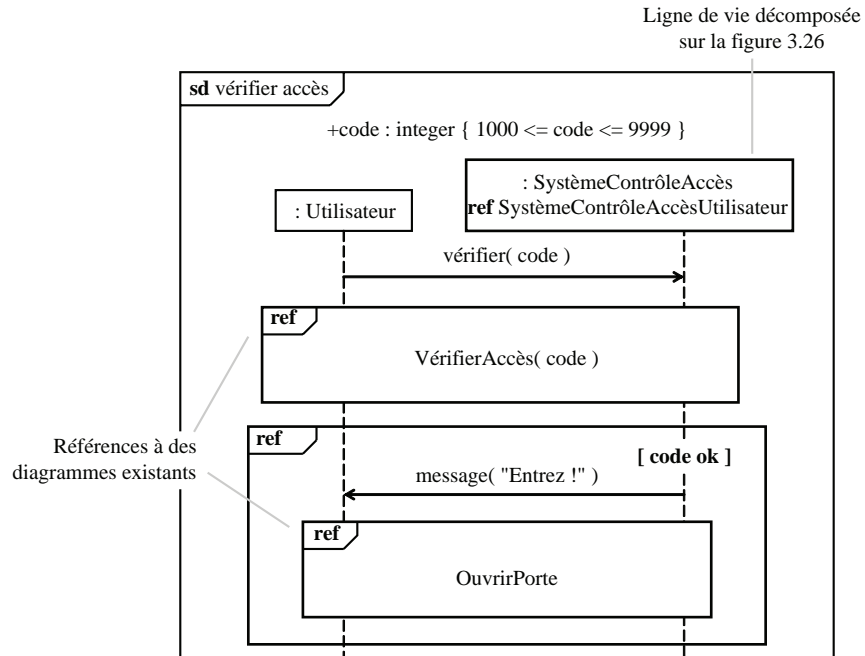 Ligne de vie décomposée
sur la figure 3.26
sd vérifier accès
+code : integer { 1000 <= code <= 9999 }
: SystèmeContrôleAccès
ref SystèmeContrôleAccèsUtilisateur
: Utilisateur
vérifier( code )
ref
VérifierAccès( code )
Références à des
diagrammes existants
ref
[ code ok ]
message( "Entrez !" )
ref
OuvrirPorte